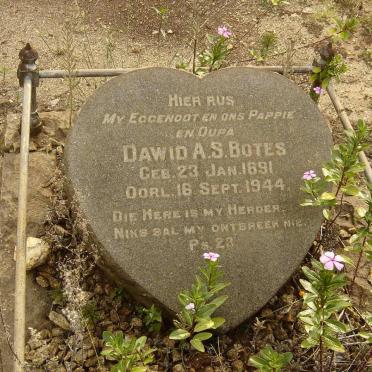 Hier rus
My Eggenoot en ons Pappie
en Oupa
Dawid A.S. Botes
Geb. 23 Jan. 1891
Oorl. 16 Sept. 1944.
Die Here is my Herder,
Niks sal my ontbreek nie.
Ps. 23